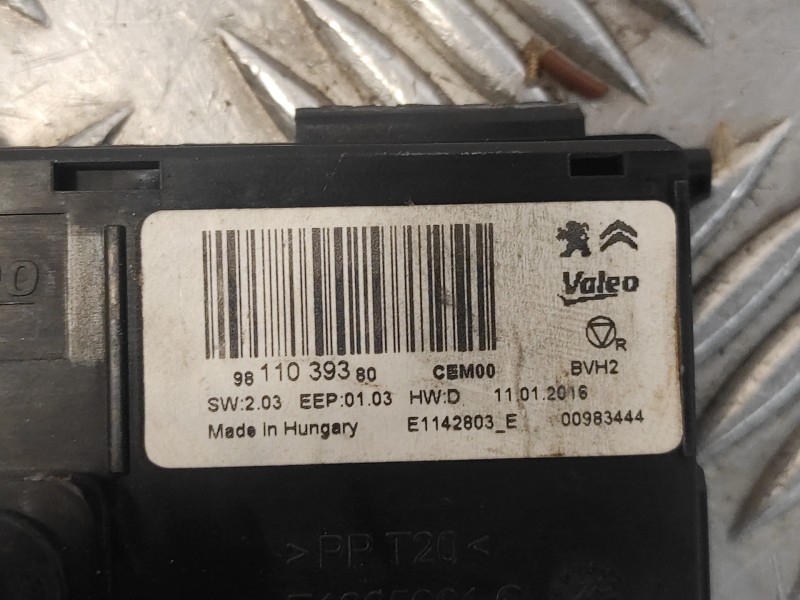 Valeo
R
98 110 393 80 CEM00 BVH2
SW:2.03 EEP:01.03 HW:D 11.01.2016
Made in Hungary E1142803_E 00983444
>PP T20<